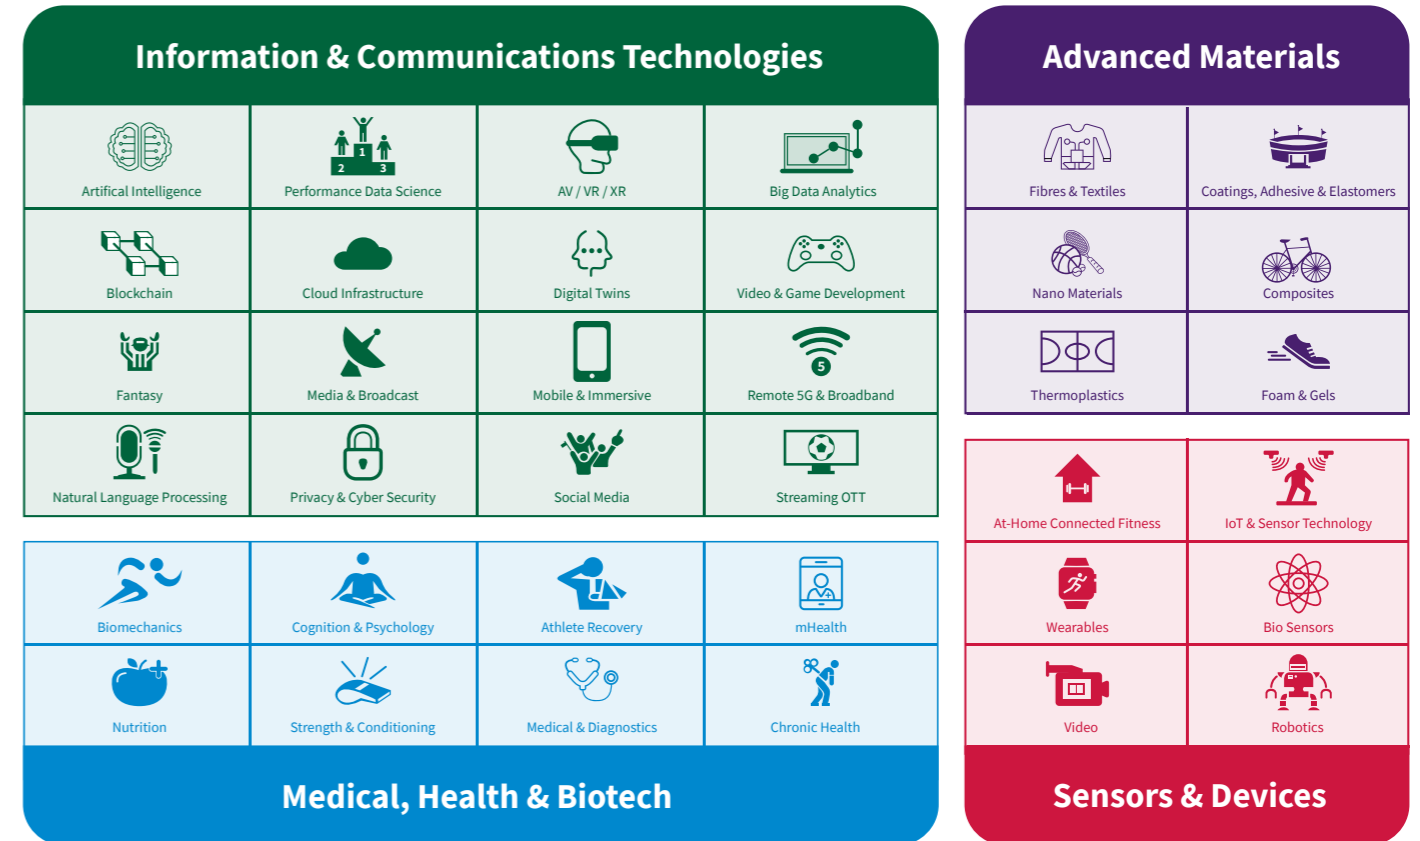 Information & Communications Technologies
Artifical Intelligence
1
2
3
Performance Data Science
AV / VR / XR
Big Data Analytics
Blockchain
Cloud Infrastructure
Digital Twins
Video & Game Development
Fantasy
Media & Broadcast
Mobile & Immersive
5
Remote 5G & Broadband
Natural Language Processing
Privacy & Cyber Security
Social Media
Streaming OTT
Advanced Materials
Fibres & Textiles
Coatings, Adhesive & Elastomers
Nano Materials
Composites
Thermoplastics
Foam & Gels
Biomechanics
Cognition & Psychology
Athlete Recovery
mHealth
Nutrition
Strength & Conditioning
Medical & Diagnostics
Chronic Health
Medical, Health & Biotech
At-Home Connected Fitness
IoT & Sensor Technology
Wearables
Bio Sensors
Video
Robotics
Sensors & Devices